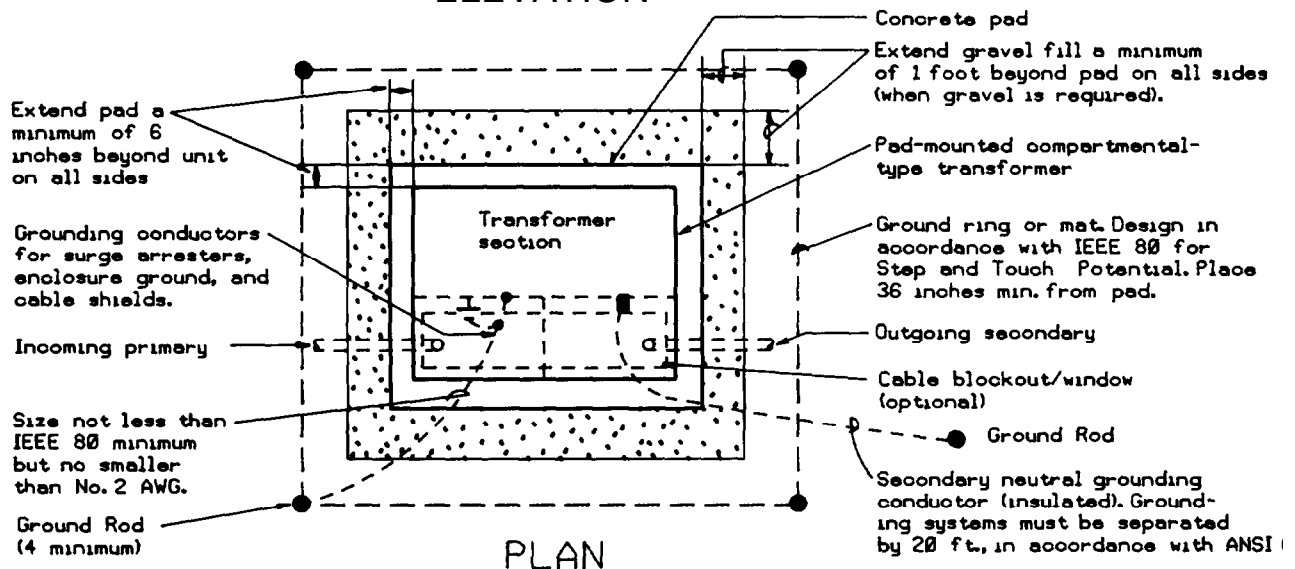 Concrete pad
Extend gravel fill a minimum
of 1 foot beyond pad on all sides
(when gravel is required).
Extend pad a
minimum of 6
inches beyond unit
on all sides
Pad-mounted compartmental-
type transformer
Transformer
section
Grounding conductors
for surge arresters,
enclosure ground, and
cable shields.
Ground ring or mat. Design in
accordance with IEEE 80 for
Step and Touch Potential. Place
36 inches min. from pad.
Incoming primary
Outgoing secondary
Cable blockout/window
(optional)
Size not less than
IEEE 80 minimum
but no smaller
than No. 2 AWG.
Ground Rod
Secondary neutral grounding
conductor (insulated). Ground-
ing systems must be separated
by 20 ft., in accordance with ANSI
Ground Rod
(4 minimum)
PLAN